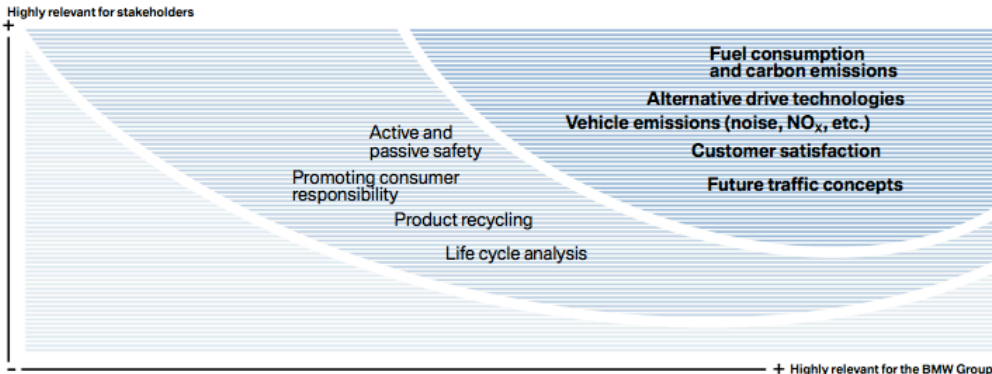 Highly relevant for stakeholders
+
Fuel consumption
and carbon emissions
Alternative drive technologies
Vehicle emissions (noise, NOₓ, etc.)
Customer satisfaction
Future traffic concepts
Active and
passive safety
Promoting consumer
responsibility
Product recycling
Life cycle analysis
-
+ Highly relevant for the BMW Group